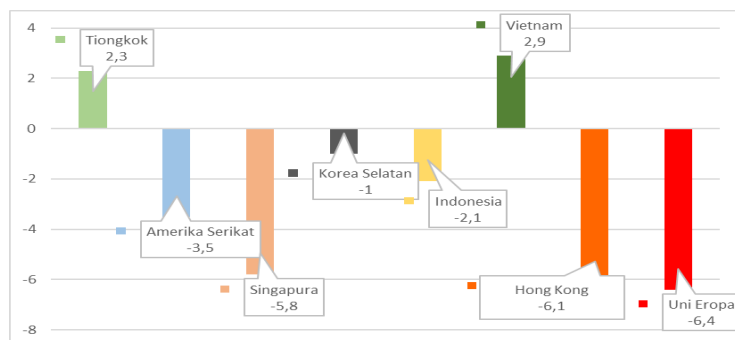 4
2
0
-2
-4
-6
-8
Tiongkok
2,3
Amerika Serikat
-3,5
Singapura
-5,8
Korea Selatan
-1
Indonesia
-2,1
Vietnam
2,9
Hong Kong
-6,1
Uni Eropa
-6,4